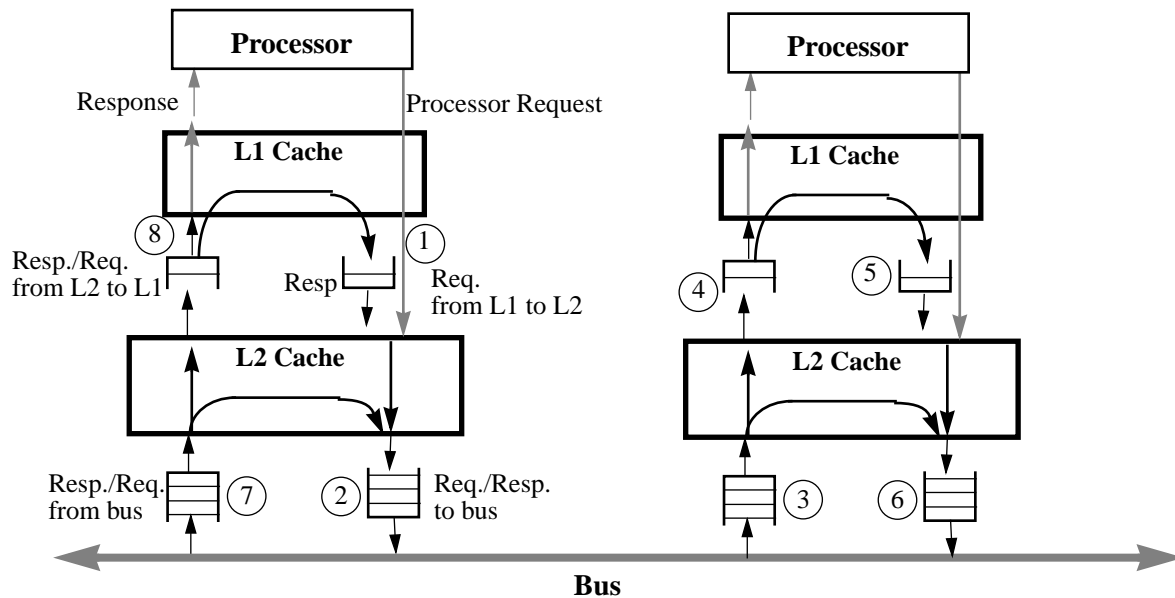 Processor
Processor
Response
Processor Request
L1 Cache
L1 Cache
8
1
Resp./Req.
from L2 to L1
Resp
Req.
from L1 to L2
4
5
L2 Cache
L2 Cache
Resp./Req.
from bus
7
2
Req./Resp.
to bus
3
6
Bus